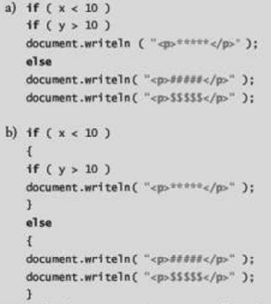 a) if ( x < 10 )
if ( y > 10 )
document.writeln ( "<p>*****</p>" );
else
document.writeln( "<p>#####</p>" );
document.writeln( "<p>$$$$$</p>" );
b) if ( x < 10 )
{
if ( y > 10 )
document.writeln( "<p>*****</p>" );
}
else
{
document.writeln( "<p>#####</p>" );
document.writeln( "<p>$$$$$</p>" );
}